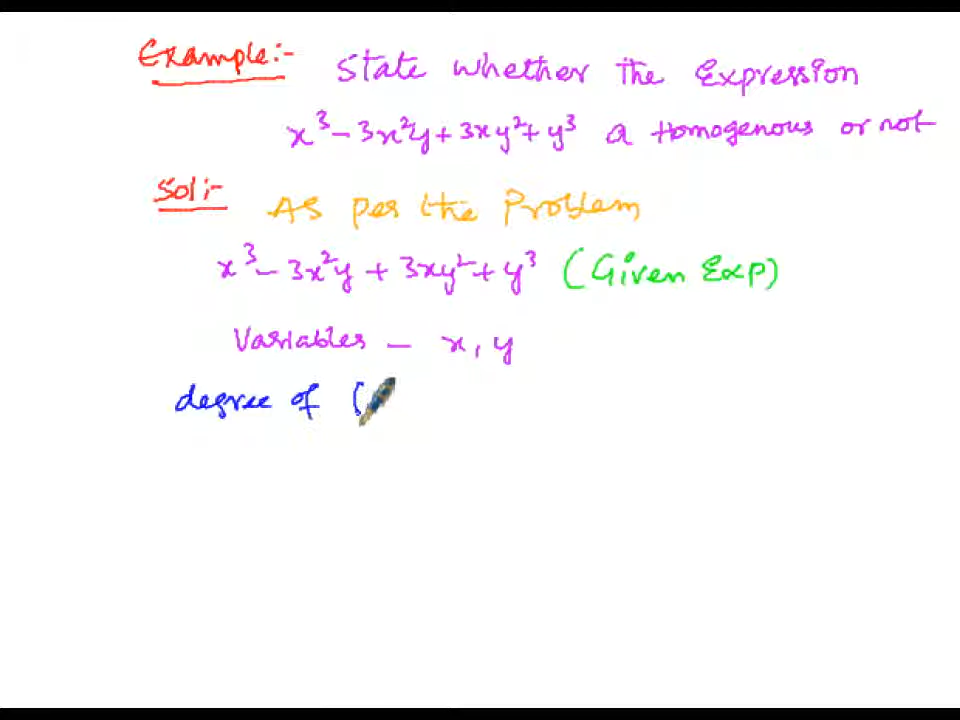 Example:- State whether the Expression
x³ - 3x²y + 3xy² + y³ a Homogenous or not
Sol:- As per the Problem
x³ - 3x²y + 3xy² + y³ (Given Exp)
Variables - x, y
degree of (